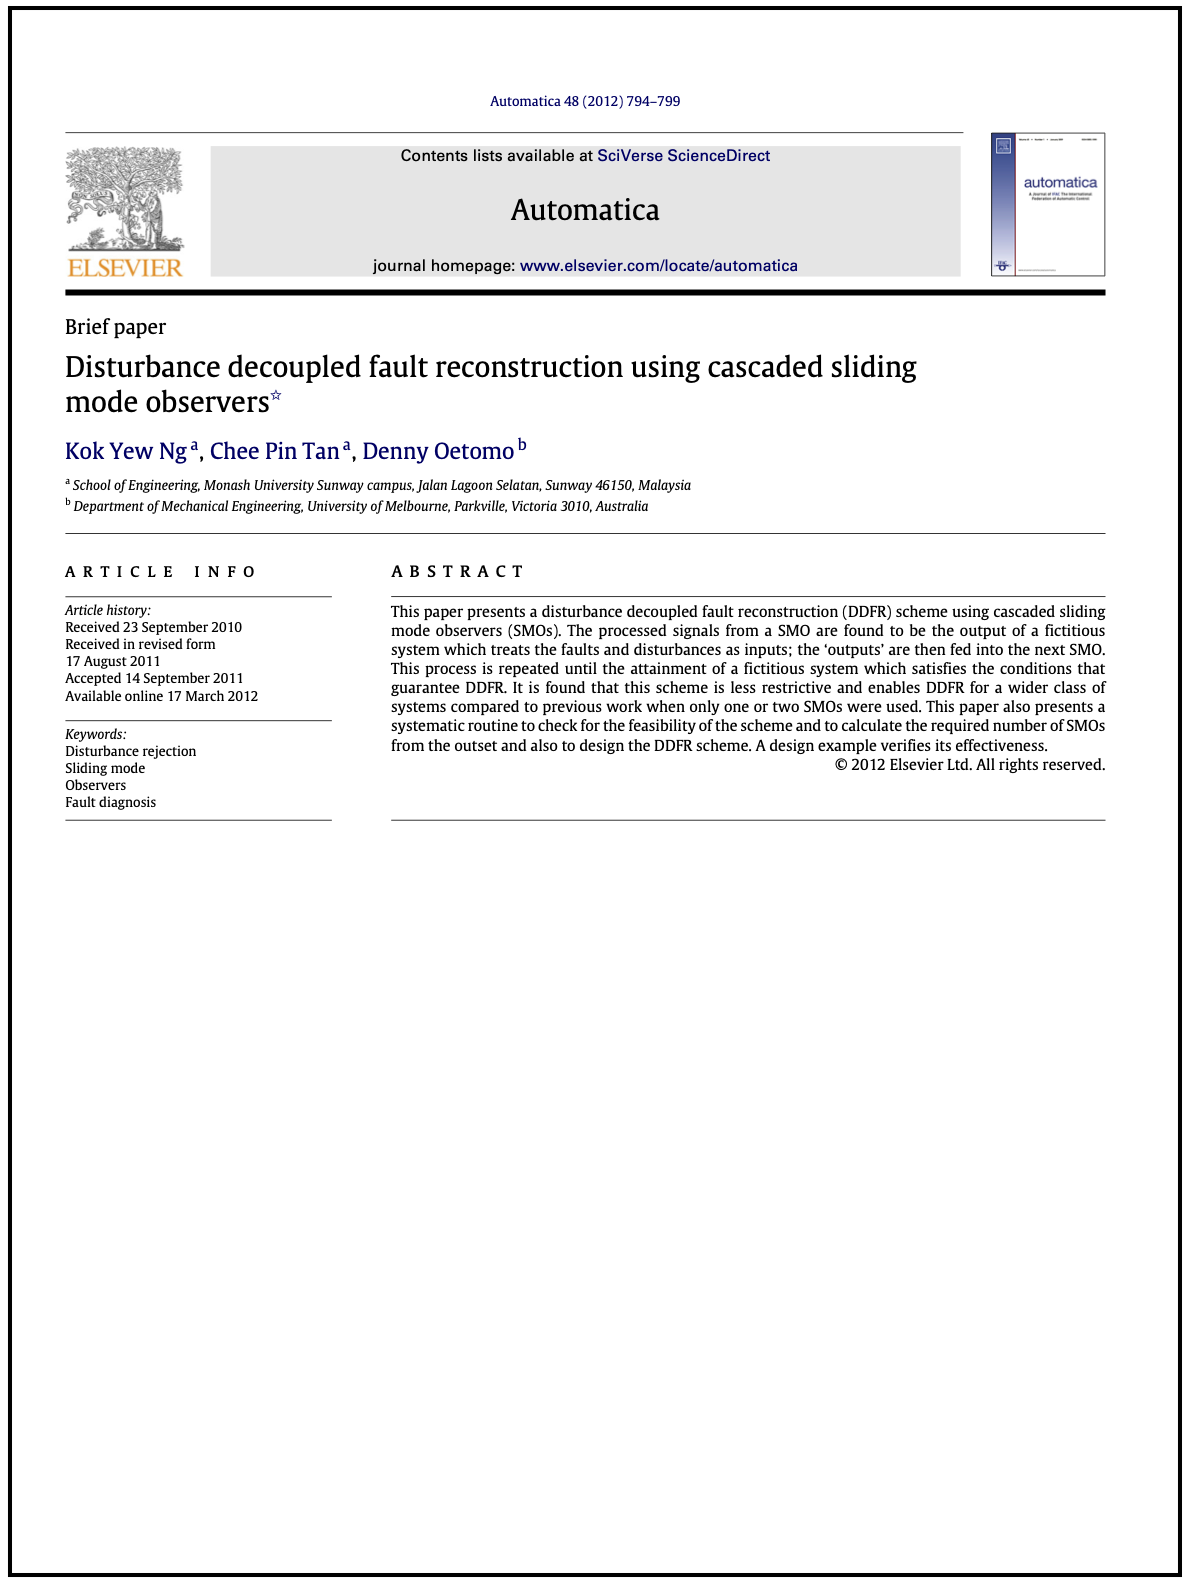 Automatica 48 (2012) 794–799
Contents lists available at SciVerse ScienceDirect
Automatica
journal homepage: www.elsevier.com/locate/automatica
ELSEVIER
automatica
A Journal of IFAC The International
Federation of Automatic Control
Brief paper
Disturbance decoupled fault reconstruction using cascaded sliding
mode observers☆
Kok Yew Ng a, Chee Pin Tan a, Denny Oetomo b
a School of Engineering, Monash University Sunway campus, Jalan Lagoon Selatan, Sunway 46150, Malaysia
b Department of Mechanical Engineering, University of Melbourne, Parkville, Victoria 3010, Australia
ARTICLE INFO
Article history:
Received 23 September 2010
Received in revised form
17 August 2011
Accepted 14 September 2011
Available online 17 March 2012
Keywords:
Disturbance rejection
Sliding mode
Observers
Fault diagnosis
ABSTRACT
This paper presents a disturbance decoupled fault reconstruction (DDFR) scheme using cascaded sliding
mode observers (SMOs). The processed signals from a SMO are found to be the output of a fictitious
system which treats the faults and disturbances as inputs; the ‘outputs’ are then fed into the next SMO.
This process is repeated until the attainment of a fictitious system which satisfies the conditions that
guarantee DDFR. It is found that this scheme is less restrictive and enables DDFR for a wider class of
systems compared to previous work when only one or two SMOs were used. This paper also presents a
systematic routine to check for the feasibility of the scheme and to calculate the required number of SMOs
from the outset and also to design the DDFR scheme. A design example verifies its effectiveness.
© 2012 Elsevier Ltd. All rights reserved.